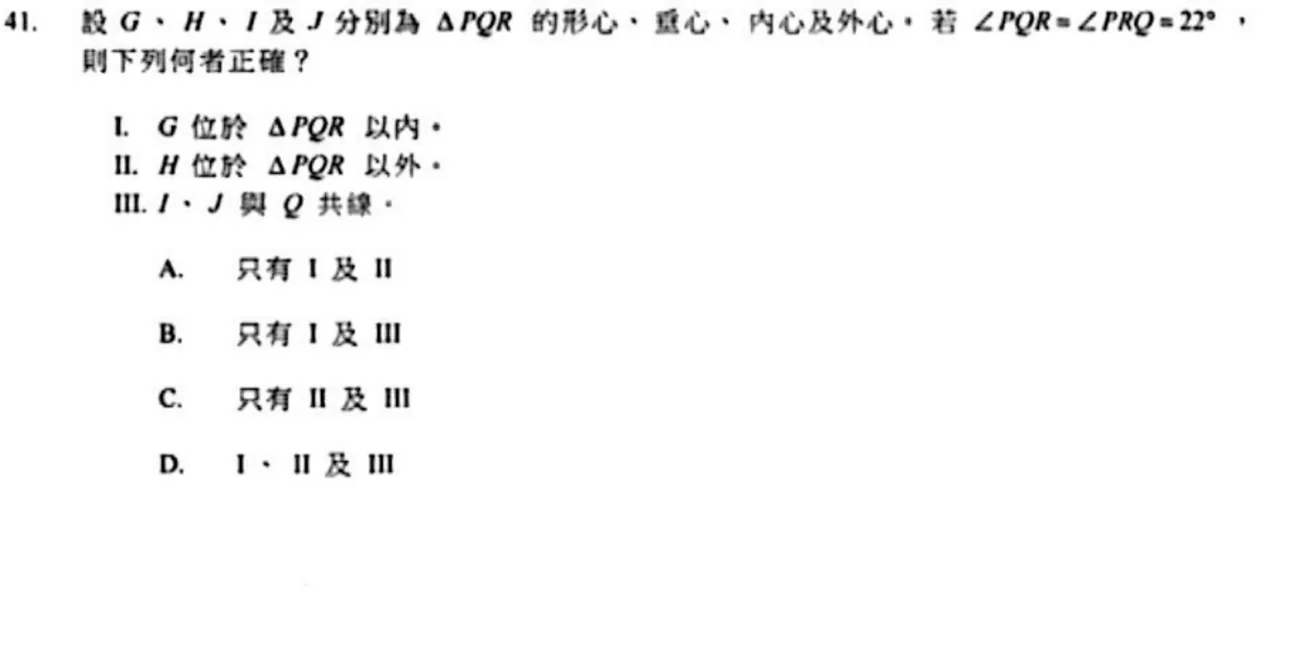 41. 設 G、H、I 及 J 分別為 ΔPQR 的形心、垂心、內心及外心。若 ∠PQR = ∠PRQ = 22°，
則下列何者正確？
I. G 位於 ΔPQR 以內。
II. H 位於 ΔPQR 以外。
III. I、J 與 Q 共線。
A. 只有 I 及 II
B. 只有 I 及 III
C. 只有 II 及 III
D. I、II 及 III